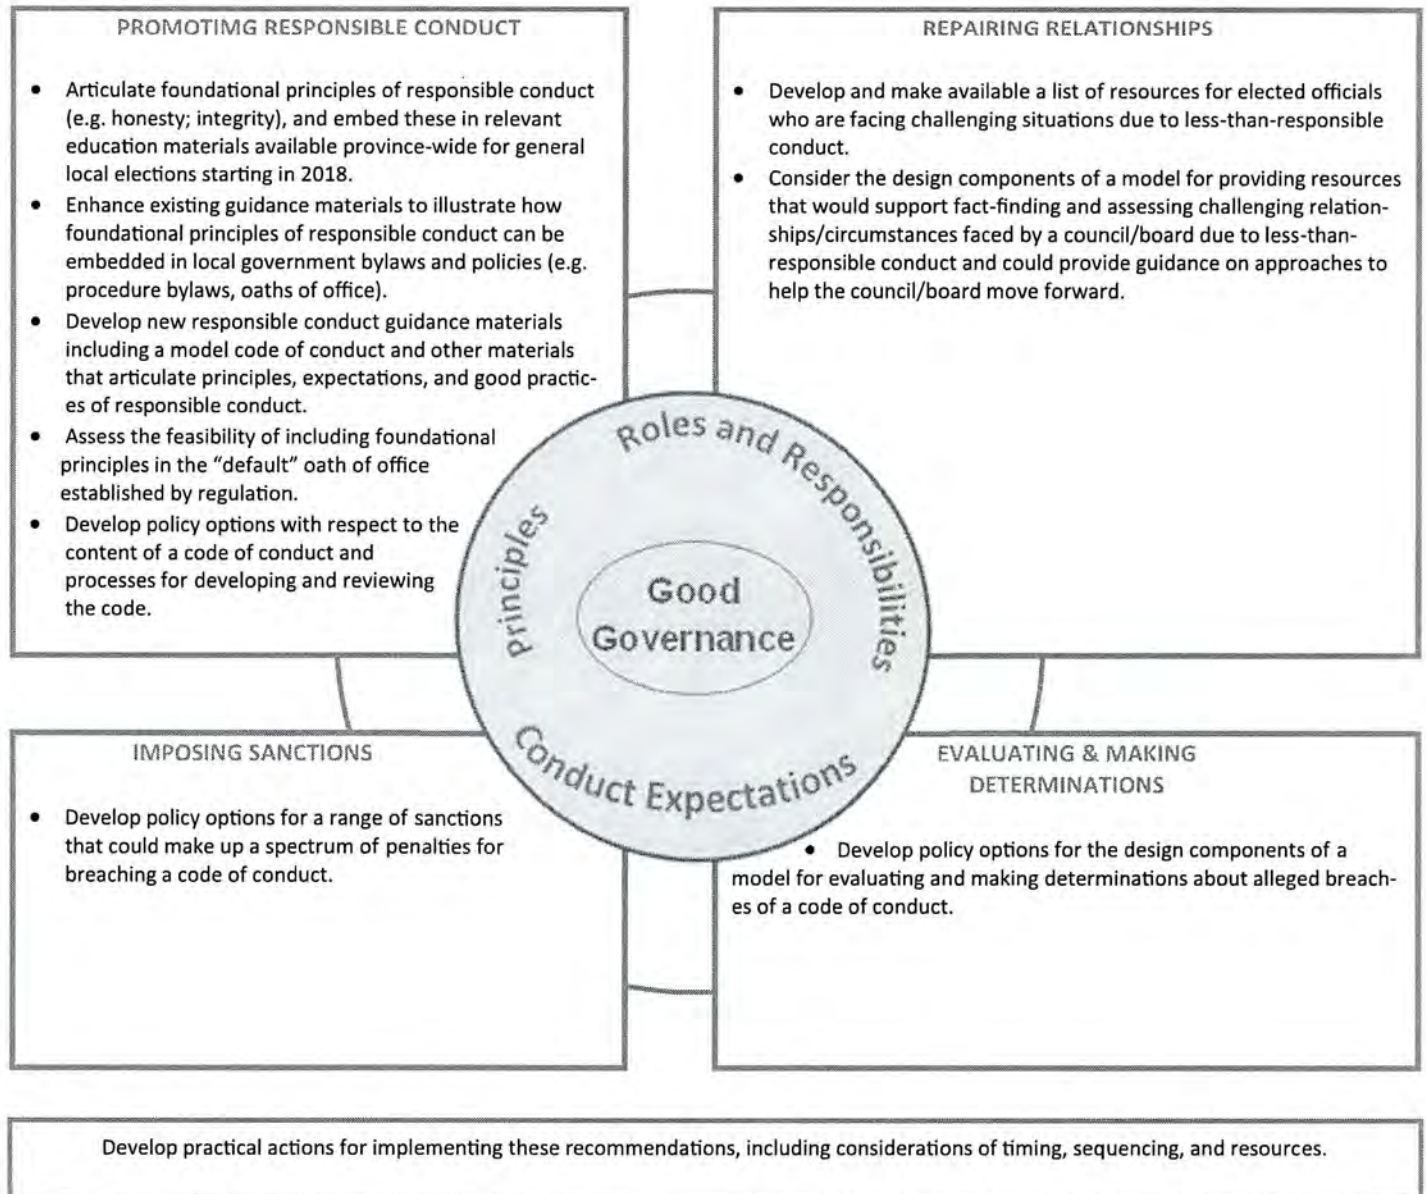 PROMOTIMG RESPONSIBLE CONDUCT
• Articulate foundational principles of responsible conduct
(e.g. honesty; integrity), and embed these in relevant
education materials available province-wide for general
local elections starting in 2018.
• Enhance existing guidance materials to illustrate how
foundational principles of responsible conduct can be
embedded in local government bylaws and policies (e.g.
procedure bylaws, oaths of office).
• Develop new responsible conduct guidance materials
including a model code of conduct and other materials
that articulate principles, expectations, and good practic-
es of responsible conduct.
• Assess the feasibility of including foundational
principles in the “default” oath of office
established by regulation.
• Develop policy options with respect to the
content of a code of conduct and
processes for developing and reviewing
the code.
REPAIRING RELATIONSHIPS
• Develop and make available a list of resources for elected officials
who are facing challenging situations due to less-than-responsible
conduct.
• Consider the design components of a model for providing resources
that would support fact-finding and assessing challenging relation-
ships/circumstances faced by a council/board due to less-than-
responsible conduct and could provide guidance on approaches to
help the council/board move forward.
Roles and Responsibilities
Principles
Good
Governance
Conduct Expectations
IMPOSING SANCTIONS
• Develop policy options for a range of sanctions
that could make up a spectrum of penalties for
breaching a code of conduct.
EVALUATING & MAKING
DETERMINATIONS
• Develop policy options for the design components of a
model for evaluating and making determinations about alleged breach-
es of a code of conduct.
Develop practical actions for implementing these recommendations, including considerations of timing, sequencing, and resources.